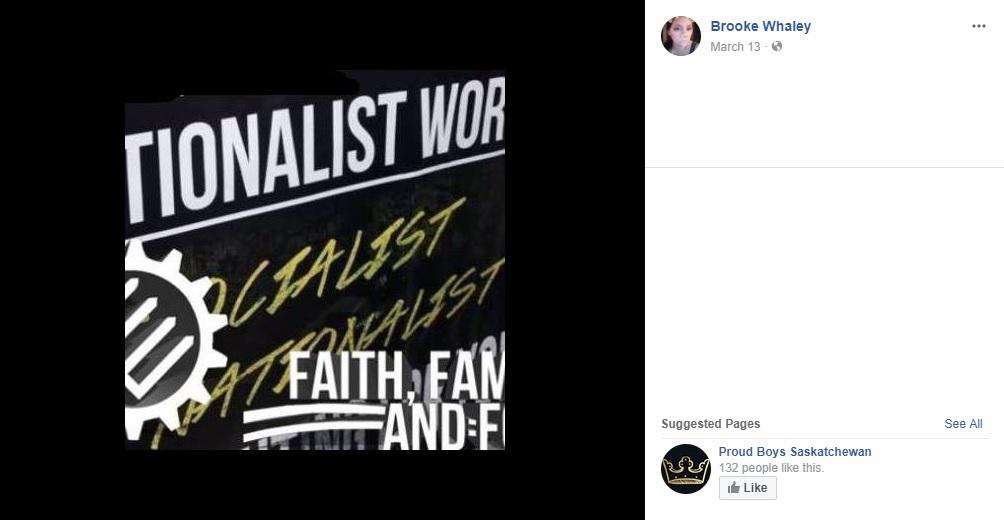 TIONALIST WOR
OCIALIST
NATIONALIST
FAITH, FAM
AND F
Brooke Whaley
March 13 ·
Suggested Pages
See All
Proud Boys Saskatchewan
132 people like this.
Like